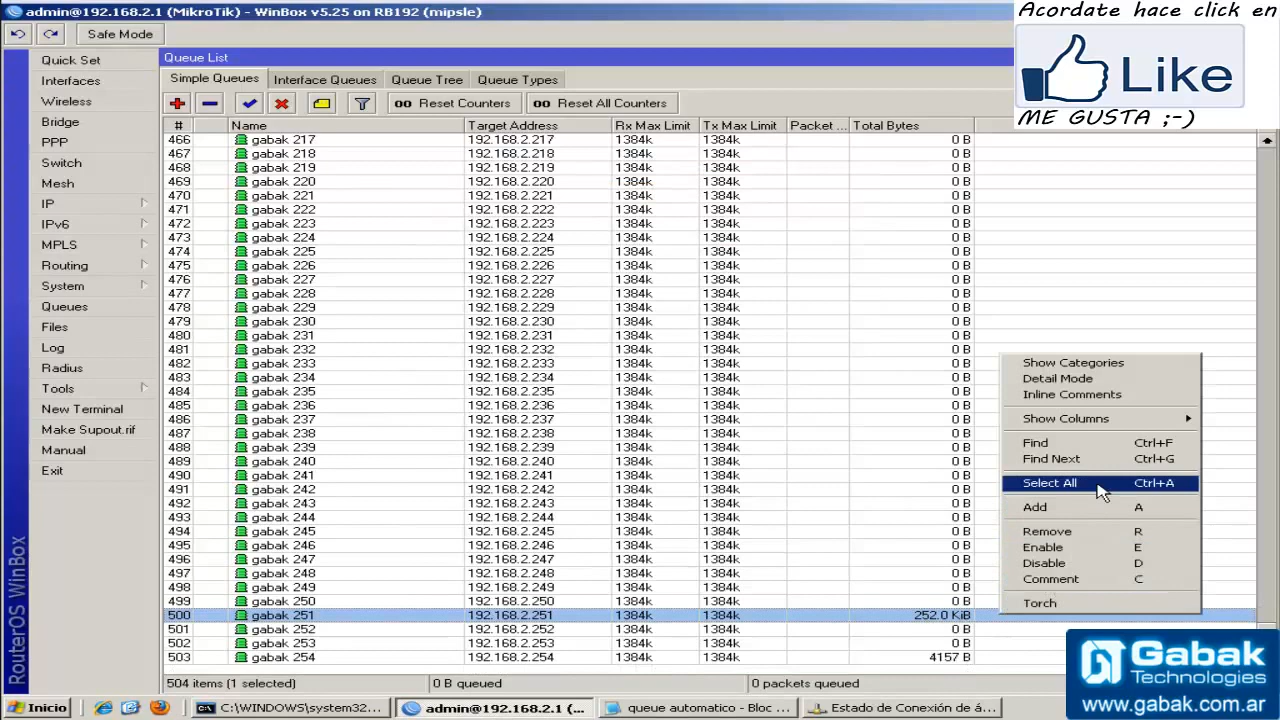 admin@192.168.2.1 (MikroTik) - WinBox v5.25 on RB192 (mipsle)
Acordate hace click en
Like
ME GUSTA ;-)
Safe Mode
Quick Set
Interfaces
Wireless
Bridge
PPP
Switch
Mesh
IP
IPv6
MPLS
Routing
System
Queues
Files
Log
Radius
Tools
New Terminal
Make Supout.rif
Manual
Exit
RouterOS WinBox
Queue List
Simple Queues Interface Queues Queue Tree Queue Types
00 Reset Counters 00 Reset All Counters
# Name Target Address Rx Max Limit Tx Max Limit Packet ... Total Bytes
466 gabak 217 192.168.2.217 1384k 1384k 0 B
467 gabak 218 192.168.2.218 1384k 1384k 0 B
468 gabak 219 192.168.2.219 1384k 1384k 0 B
469 gabak 220 192.168.2.220 1384k 1384k 0 B
470 gabak 221 192.168.2.221 1384k 1384k 0 B
471 gabak 222 192.168.2.222 1384k 1384k 0 B
472 gabak 223 192.168.2.223 1384k 1384k 0 B
473 gabak 224 192.168.2.224 1384k 1384k 0 B
474 gabak 225 192.168.2.225 1384k 1384k 0 B
475 gabak 226 192.168.2.226 1384k 1384k 0 B
476 gabak 227 192.168.2.227 1384k 1384k 0 B
477 gabak 228 192.168.2.228 1384k 1384k 0 B
478 gabak 229 192.168.2.229 1384k 1384k 0 B
479 gabak 230 192.168.2.230 1384k 1384k 0 B
480 gabak 231 192.168.2.231 1384k 1384k 0 B
481 gabak 232 192.168.2.232 1384k 1384k 0 B
482 gabak 233 192.168.2.233 1384k 1384k 0 B
483 gabak 234 192.168.2.234 1384k 1384k 0 B
484 gabak 235 192.168.2.235 1384k 1384k 0 B
485 gabak 236 192.168.2.236 1384k 1384k 0 B
486 gabak 237 192.168.2.237 1384k 1384k 0 B
487 gabak 238 192.168.2.238 1384k 1384k 0 B
488 gabak 239 192.168.2.239 1384k 1384k 0 B
489 gabak 240 192.168.2.240 1384k 1384k 0 B
490 gabak 241 192.168.2.241 1384k 1384k 0 B
491 gabak 242 192.168.2.242 1384k 1384k 0 B
492 gabak 243 192.168.2.243 1384k 1384k 0 B
493 gabak 244 192.168.2.244 1384k 1384k 0 B
494 gabak 245 192.168.2.245 1384k 1384k 0 B
495 gabak 246 192.168.2.246 1384k 1384k 0 B
496 gabak 247 192.168.2.247 1384k 1384k 0 B
497 gabak 248 192.168.2.248 1384k 1384k 0 B
498 gabak 249 192.168.2.249 1384k 1384k 0 B
499 gabak 250 192.168.2.250 1384k 1384k 0 B
500 gabak 251 192.168.2.251 1384k 1384k 252.0 KiB
501 gabak 252 192.168.2.252 1384k 1384k 0 B
502 gabak 253 192.168.2.253 1384k 1384k 0 B
503 gabak 254 192.168.2.254 1384k 1384k 4157 B
504 items (1 selected) 0 B queued 0 packets queued
Show Categories
Detail Mode
Inline Comments
Show Columns
Find Ctrl+F
Find Next Ctrl+G
Select All Ctrl+A
Add A
Remove R
Enable E
Disable D
Comment C
Torch
Gabak
Technologies
www.gabak.com.ar
Inicio C:\WINDOWS\system32... admin@192.168.2.1 (... queue automatico - Bloc ... Estado de Conexión de á...